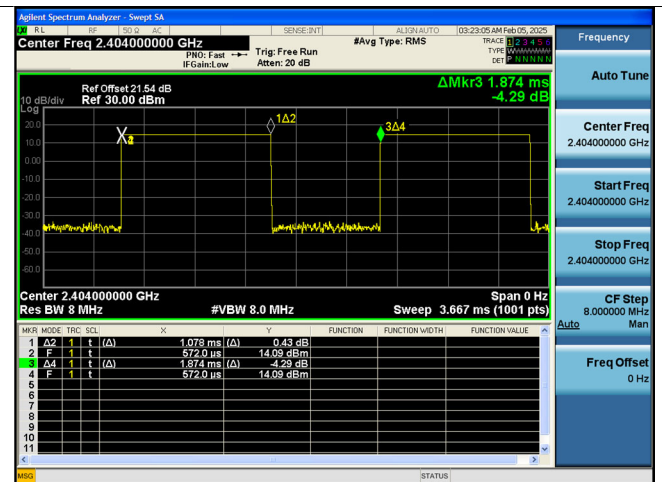 Agilent Spectrum Analyzer - Swept SA
RL RF 50 Ω AC SENSE:INT ALIGN AUTO 03:23:05 AM Feb 05, 2025
Center Freq 2.404000000 GHz #Avg Type: RMS TRACE 1 2 3 4 5 6
PNO: Fast Trig: Free Run TYPE
IFGain:Low Atten: 20 dB DET P N N N N N
Frequency
Auto Tune
Ref Offset 21.54 dB ΔMkr3 1.874 ms
10 dB/div Ref 30.00 dBm -4.29 dB
Log
20.0
10.0
0.00
-10.0
-20.0
-30.0
-40.0
-50.0
-60.0
1Δ2
3Δ4
Center Freq
2.404000000 GHz
Start Freq
2.404000000 GHz
Stop Freq
2.404000000 GHz
Center 2.404000000 GHz Span 0 Hz
Res BW 8 MHz #VBW 8.0 MHz Sweep 3.667 ms (1001 pts)
CF Step
8.000000 MHz
Auto Man
Freq Offset
0 Hz
MKR MODE TRC SCL X Y FUNCTION FUNCTION WIDTH FUNCTION VALUE
1 Δ2 1 t (Δ) 1.078 ms (Δ) 0.43 dB
2 F 1 t 572.0 µs 14.09 dBm
3 Δ4 1 t (Δ) 1.874 ms (Δ) -4.29 dB
4 F 1 t 572.0 µs 14.09 dBm
5
6
7
8
9
10
11
MSG STATUS